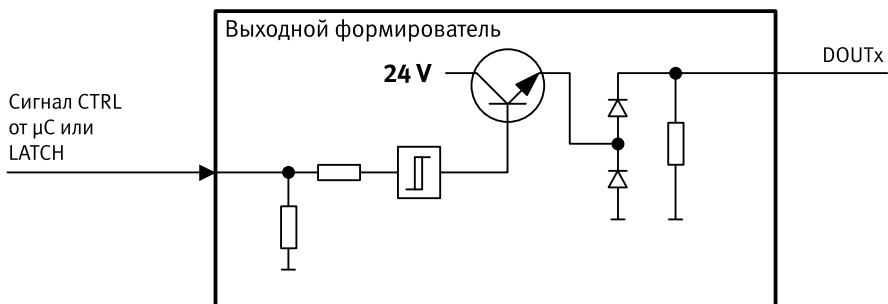 Выходной формирователь
24 V
DOUTx
Сигнал CTRL
от µC или
LATCH